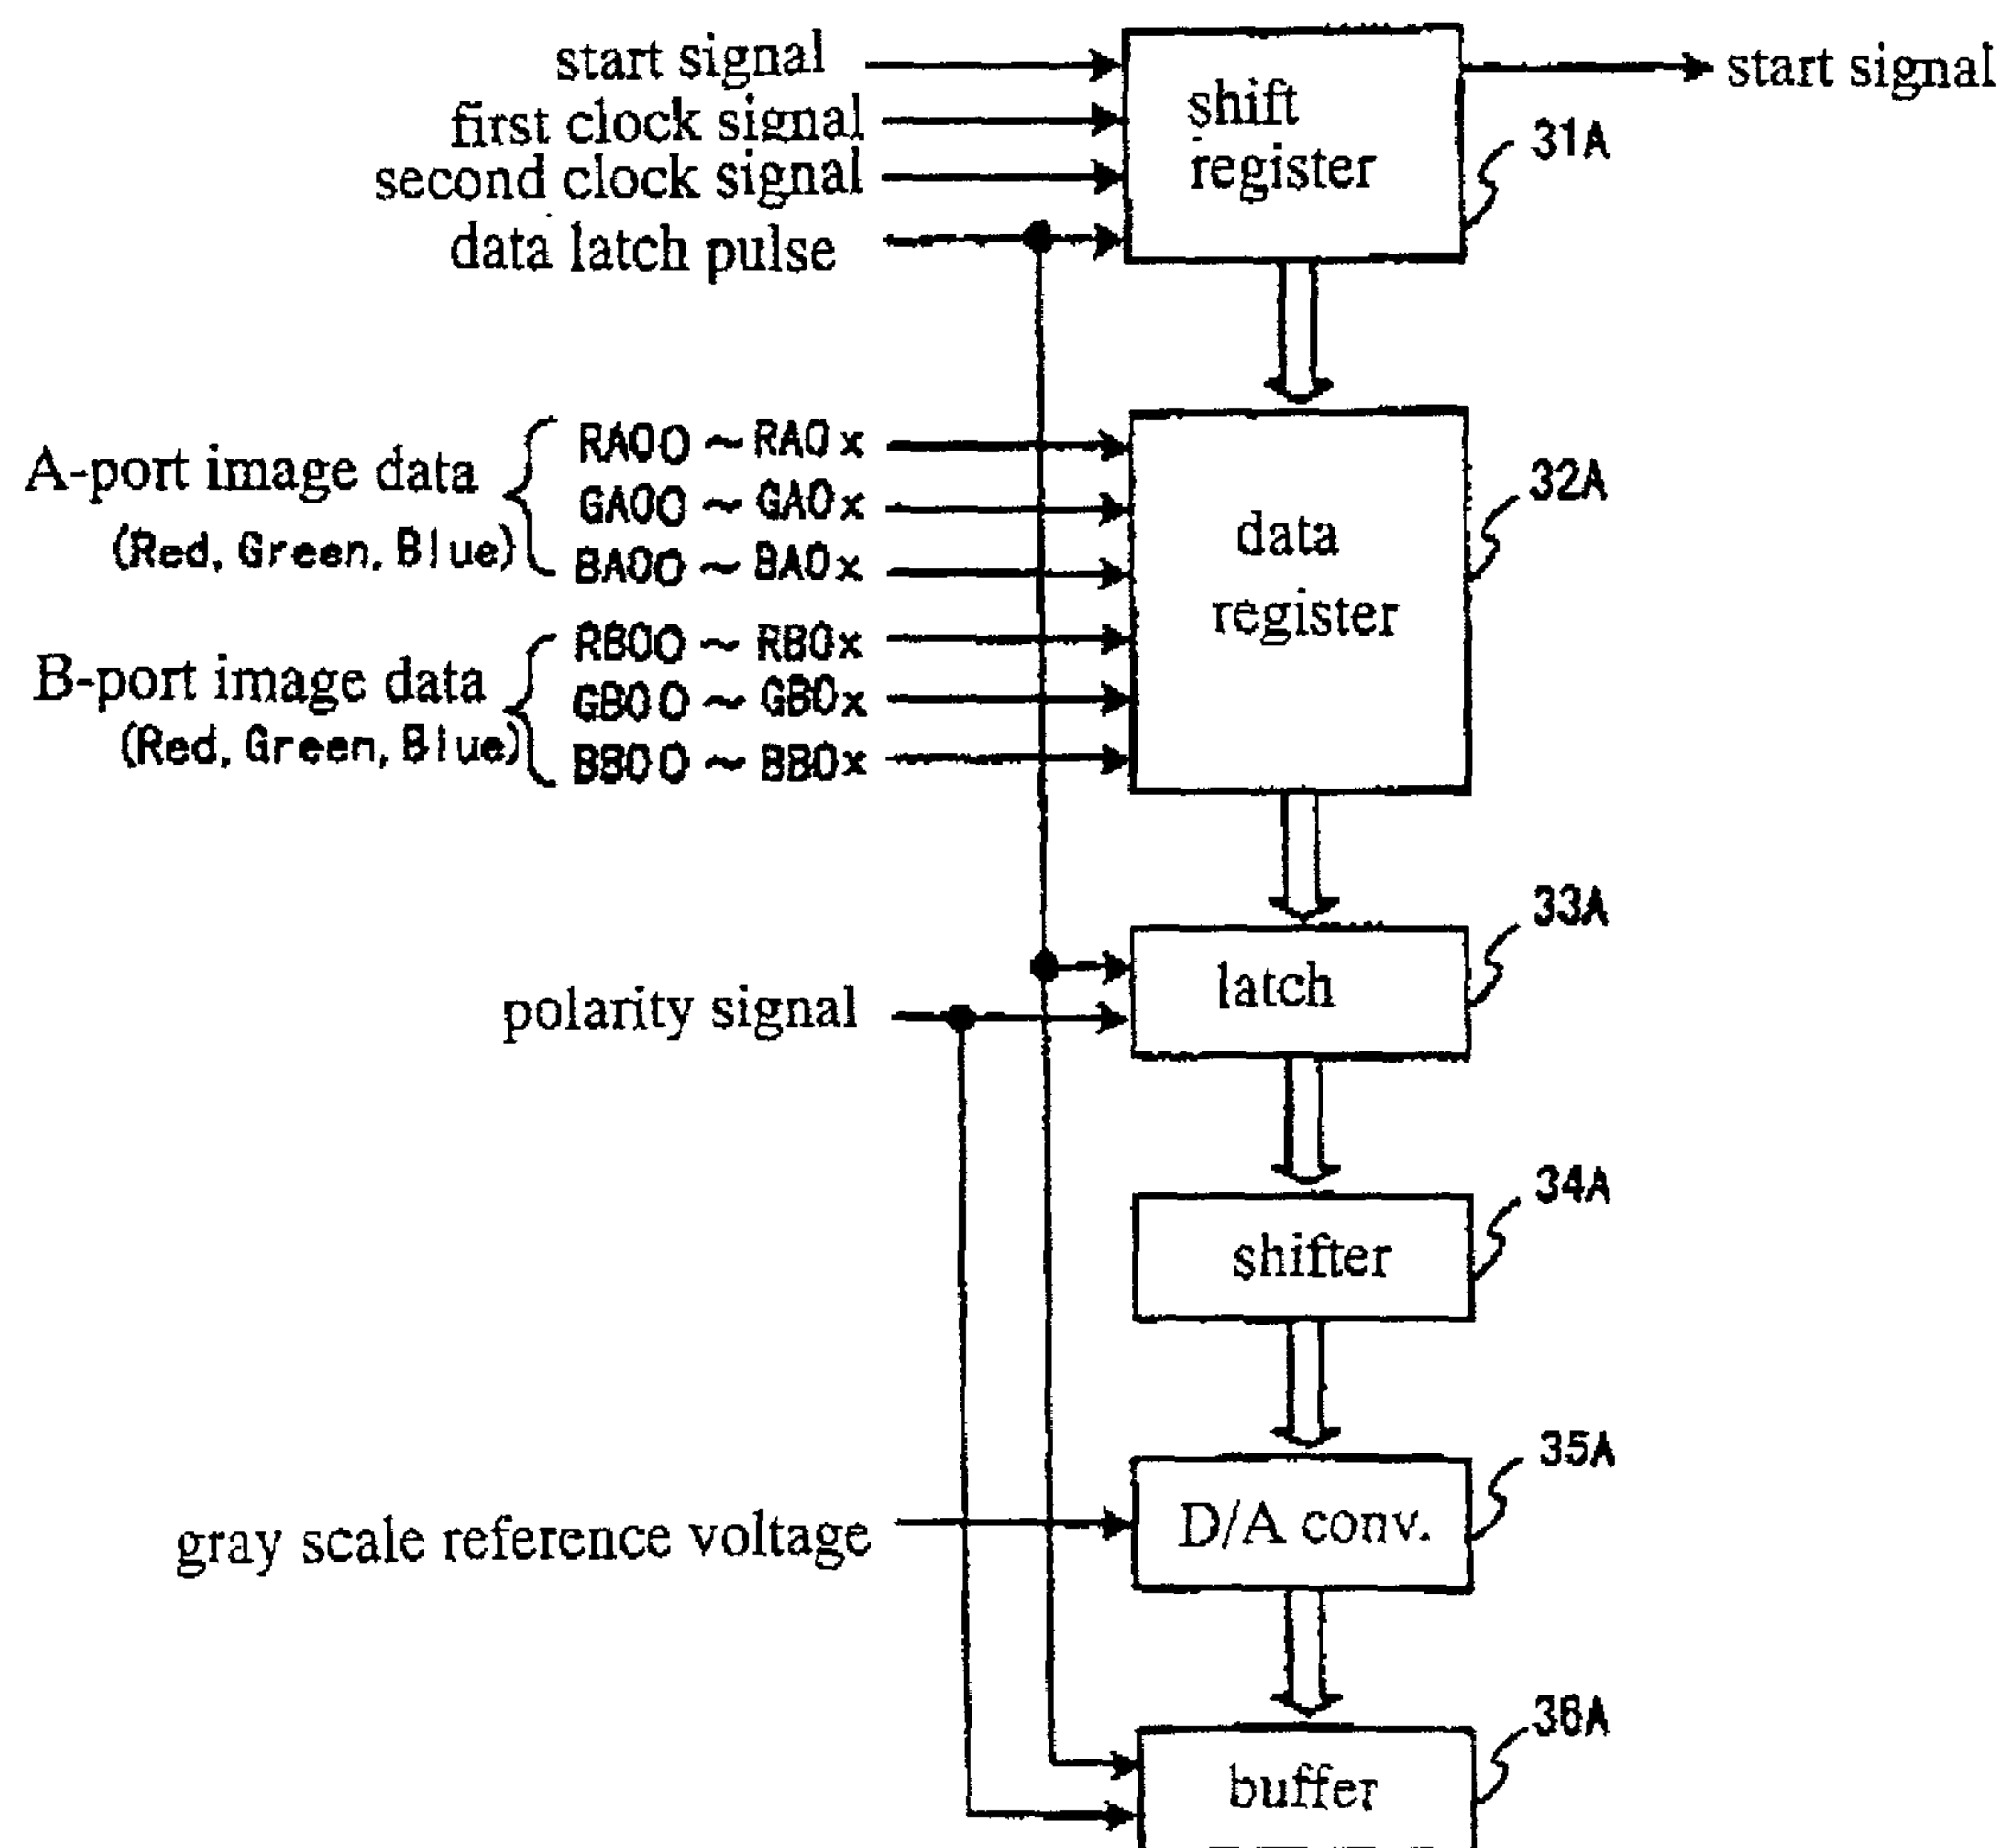 start signal
first clock signal
second clock signal
data latch pulse
shift
register
start signal
31A
A-port image data
(Red, Green, Blue)
RA00 ~ RA0x
GA00 ~ GA0x
BA00 ~ BA0x
B-port image data
(Red, Green, Blue)
RB00 ~ RB0x
GB00 ~ GB0x
BB00 ~ BB0x
data
register
32A
polarity signal
latch
33A
shifter
34A
gray scale reference voltage
D/A conv.
35A
buffer
36A